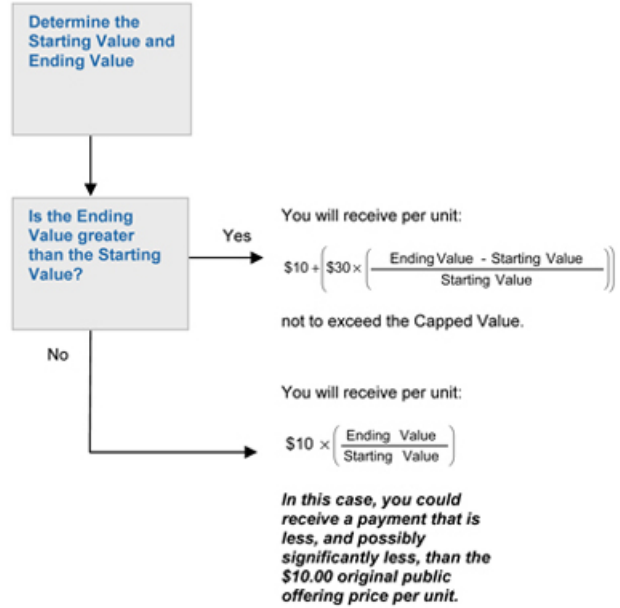 Determine the
Starting Value and
Ending Value
Is the Ending
Value greater
than the Starting
Value?
Yes
You will receive per unit:
$10 + ( $30 × ( Ending Value - Starting Value
Starting Value ) )
not to exceed the Capped Value.
No
You will receive per unit:
$10 × ( Ending Value
Starting Value )
In this case, you could
receive a payment that is
less, and possibly
significantly less, than the
$10.00 original public
offering price per unit.